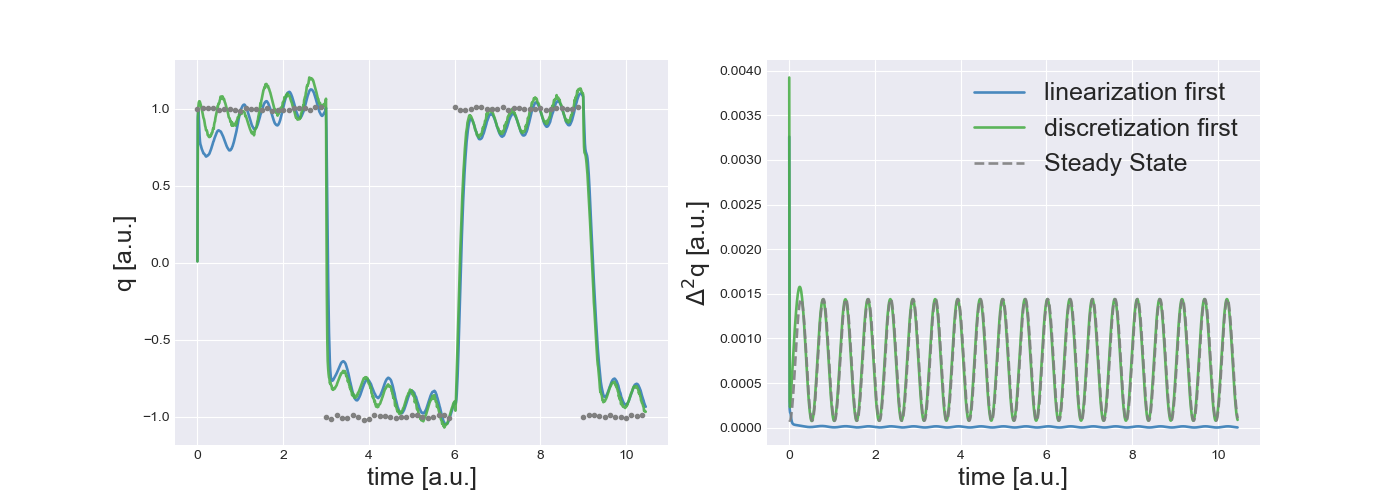 1.0
0.5
0.0
−0.5
−1.0
q [a.u.]
0 2 4 6 8 10
time [a.u.]
0.0040
0.0035
0.0030
0.0025
0.0020
0.0015
0.0010
0.0005
0.0000
Δ²q [a.u.]
linearization first
discretization first
Steady State
0 2 4 6 8 10
time [a.u.]